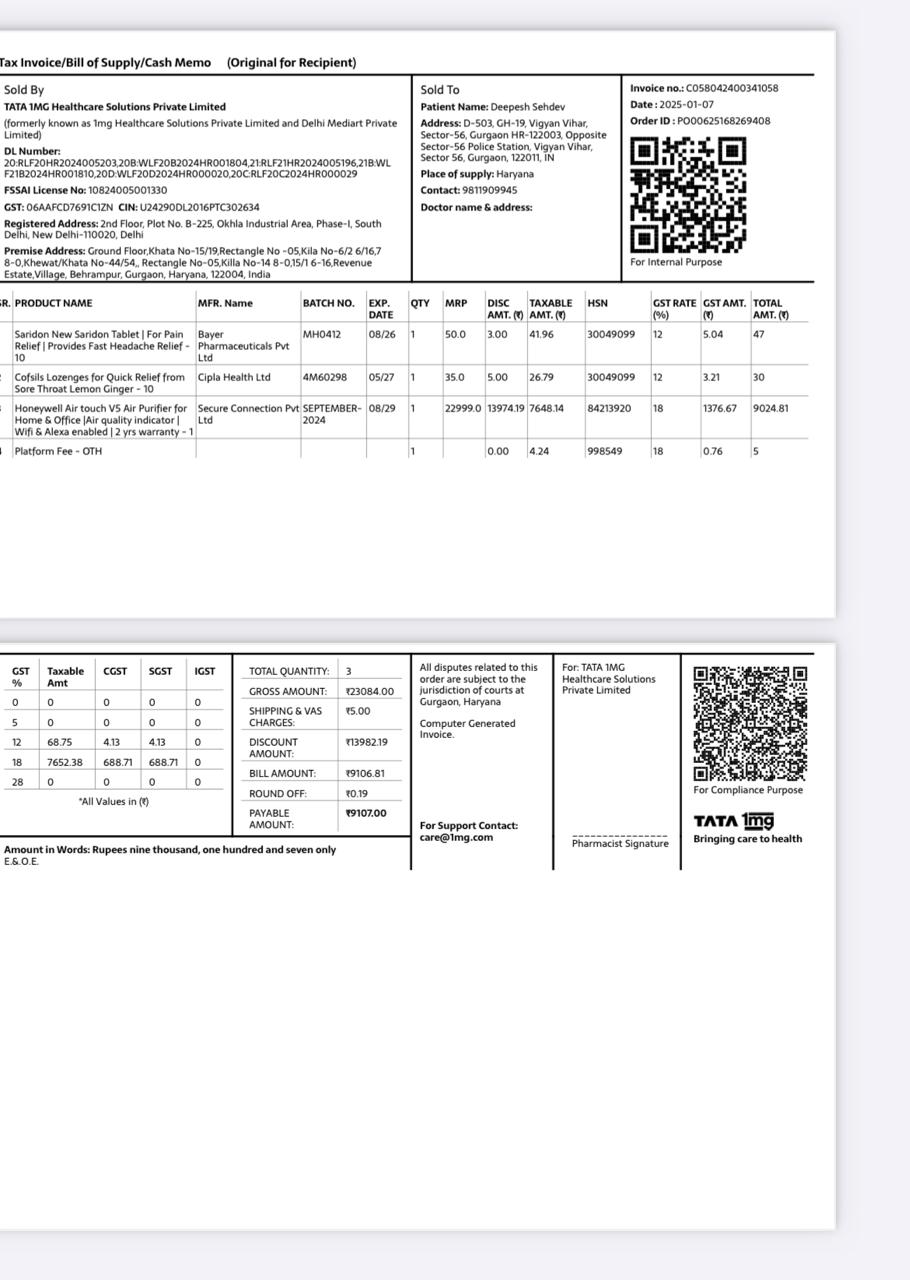 Tax Invoice/Bill of Supply/Cash Memo (Original for Recipient)
Sold By
TATA 1MG Healthcare Solutions Private Limited
(formerly known as 1mg Healthcare Solutions Private Limited and Delhi Mediart Private
Limited)
DL Number:
20:RLF20HR2024005203,20B:WLF20B2024HR001804,21:RLF21HR2024005196,21B:WL
F21B2024HR001810,20D:WLF20D2024HR000020,20C:RLF20C2024HR000029
FSSAI License No: 10824005001330
GST: 06AAFCD7691C1ZN CIN: U24290DL2016PTC302634
Registered Address: 2nd Floor, Plot No. B-225, Okhla Industrial Area, Phase-I, South
Delhi, New Delhi-110020, Delhi
Premise Address: Ground Floor,Khata No-15/19,Rectangle No -05,Kila No-6/2 6/16,7
8-0,Khewat/Khata No-44/54,, Rectangle No-05,Killa No-14 8-0,15/1 6-16,Revenue
Estate,Village, Behrampur, Gurgaon, Haryana, 122004, India
Sold To
Patient Name: Deepesh Sehdev
Address: D-503, GH-19, Vigyan Vihar,
Sector-56, Gurgaon HR-122003, Opposite
Sector-56 Police Station, Vigyan Vihar,
Sector 56, Gurgaon, 122011, IN
Place of supply: Haryana
Contact: 9811909945
Doctor name & address:
Invoice no.: C058042400341058
Date : 2025-01-07
Order ID : PO00625168269408
For Internal Purpose
SR. PRODUCT NAME MFR. Name BATCH NO. EXP. DATE QTY MRP DISC AMT. (₹) TAXABLE AMT. (₹) HSN GST RATE (%) GST AMT. (₹) TOTAL AMT. (₹)
Saridon New Saridon Tablet | For Pain Bayer MH0412 08/26 1 50.0 3.00 41.96 30049099 12 5.04 47
Relief | Provides Fast Headache Relief - Pharmaceuticals Pvt
10 Ltd
Cofsils Lozenges for Quick Relief from Cipla Health Ltd 4M60298 05/27 1 35.0 5.00 26.79 30049099 12 3.21 30
Sore Throat Lemon Ginger - 10
Honeywell Air touch V5 Air Purifier for Secure Connection Pvt SEPTEMBER- 08/29 1 22999.0 13974.19 7648.14 84213920 18 1376.67 9024.81
Home & Office |Air quality indicator | Ltd 2024
Wifi & Alexa enabled | 2 yrs warranty - 1
Platform Fee - OTH 1 0.00 4.24 998549 18 0.76 5
GST % Taxable Amt CGST SGST IGST
0 0 0 0 0
5 0 0 0 0
12 68.75 4.13 4.13 0
18 7652.38 688.71 688.71 0
28 0 0 0 0
*All Values in (₹)
TOTAL QUANTITY: 3
GROSS AMOUNT: ₹23084.00
SHIPPING & VAS CHARGES: ₹5.00
DISCOUNT AMOUNT: ₹13982.19
BILL AMOUNT: ₹9106.81
ROUND OFF: ₹0.19
PAYABLE AMOUNT: ₹9107.00
Amount in Words: Rupees nine thousand, one hundred and seven only
E.&.O.E.
All disputes related to this
order are subject to the
jurisdiction of courts at
Gurgaon, Haryana
Computer Generated
Invoice.
For Support Contact:
care@1mg.com
For: TATA 1MG
Healthcare Solutions
Private Limited
Pharmacist Signature
For Compliance Purpose
TATA 1mg
Bringing care to health